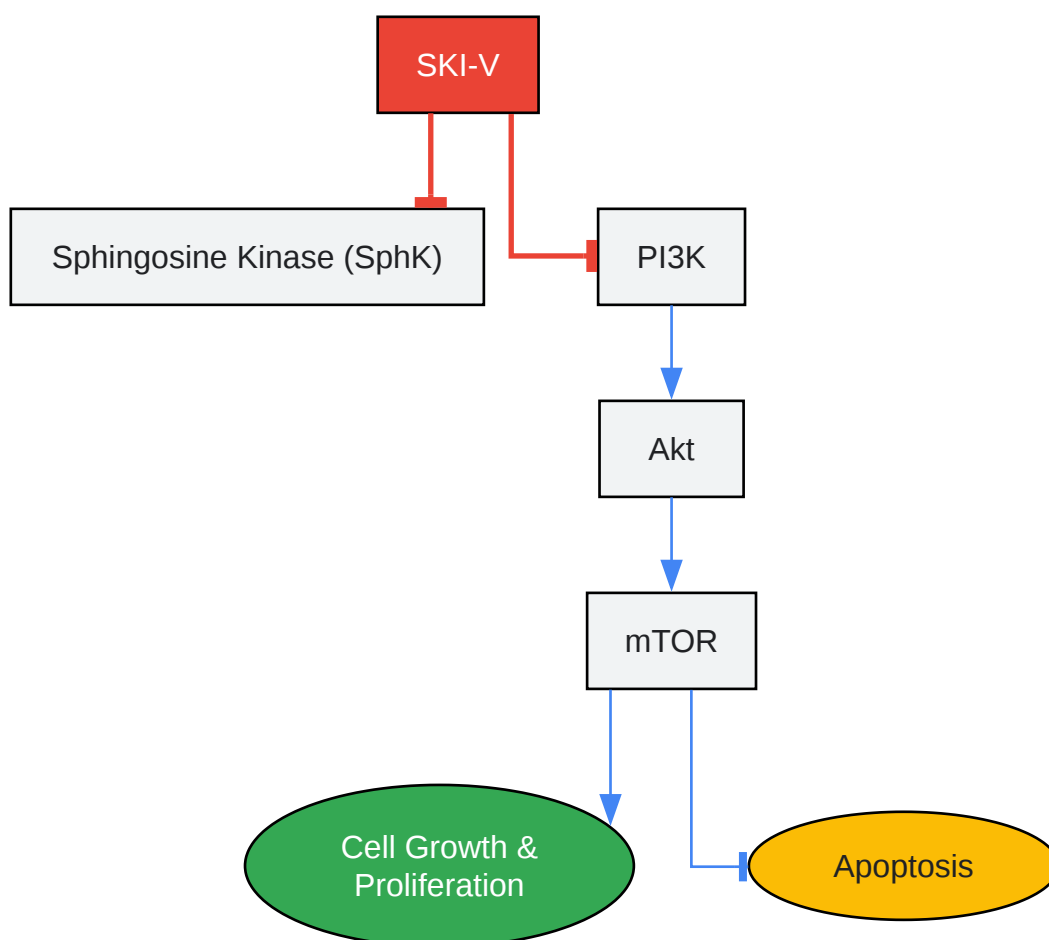 SKI-V
Sphingosine Kinase (SphK)
PI3K
Akt
mTOR
Cell Growth &
Proliferation
Apoptosis